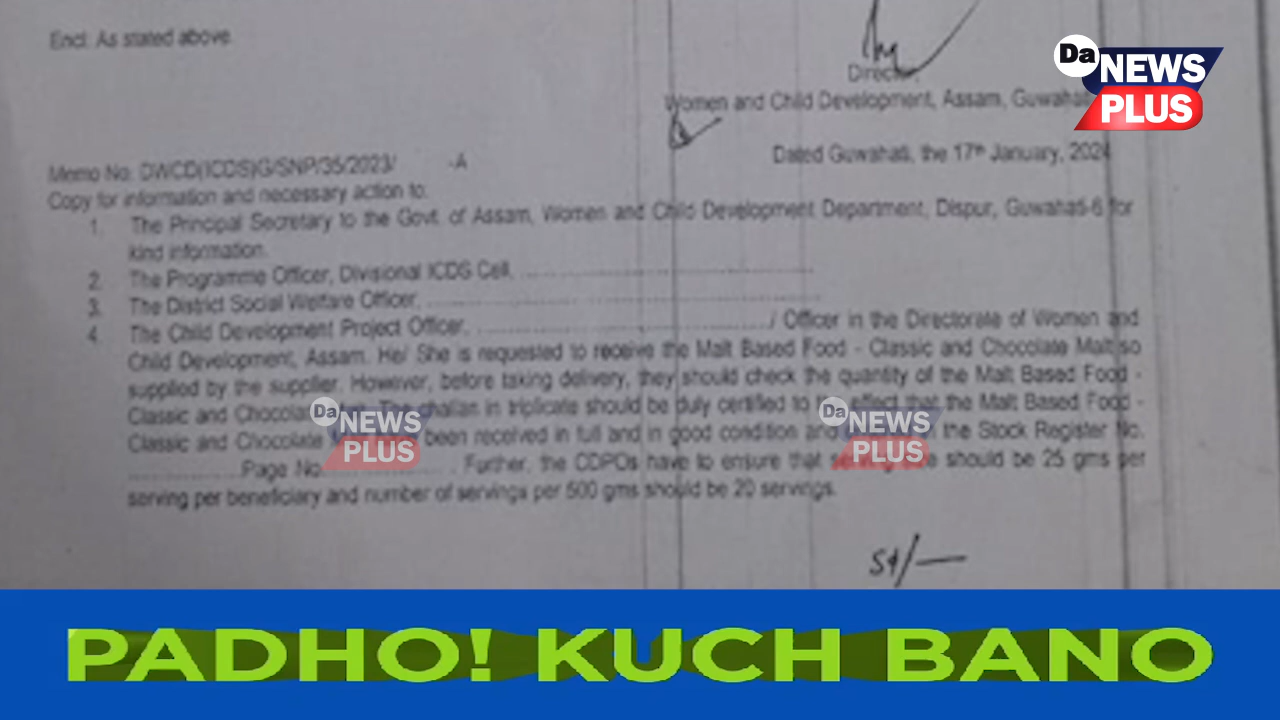 Encl: As stated above.
Director,
Women and Child Development, Assam, Guwahati
Dated Guwahati, the 17th January, 2024
Memo No. DWCD(ICDS)G/SNP/35/2023/ -A
Copy for information and necessary action to:
1. The Principal Secretary to the Govt. of Assam, Women and Child Development Department, Dispur, Guwahati-6 for
kind information.
2. The Programme Officer, Divisional ICDS Cell, ........................................
3. The District Social Welfare Officer, ........................................
4. The Child Development Project Officer, ......................................../ Officer in the Directorate of Women and
Child Development, Assam. He/ She is requested to receive the Malt Based Food - Classic and Chocolate Malt so
supplied by the supplier. However, before taking delivery, they should check the quantity of the Malt Based Food -
Classic and in triplicate should be duly certified to that the Malt Based Food -
Classic and Chocolate been received in full and in good condition the Stock Register No.
....................Page No.................... . Further, the CDPOs have to ensure that should be 25 gms per
serving per beneficiary and number of servings per 500 gms should be 20 servings.
Sd/—
Da NEWS
PLUS
Da NEWS
PLUS
Da NEWS
PLUS
PADHO! KUCH BANO